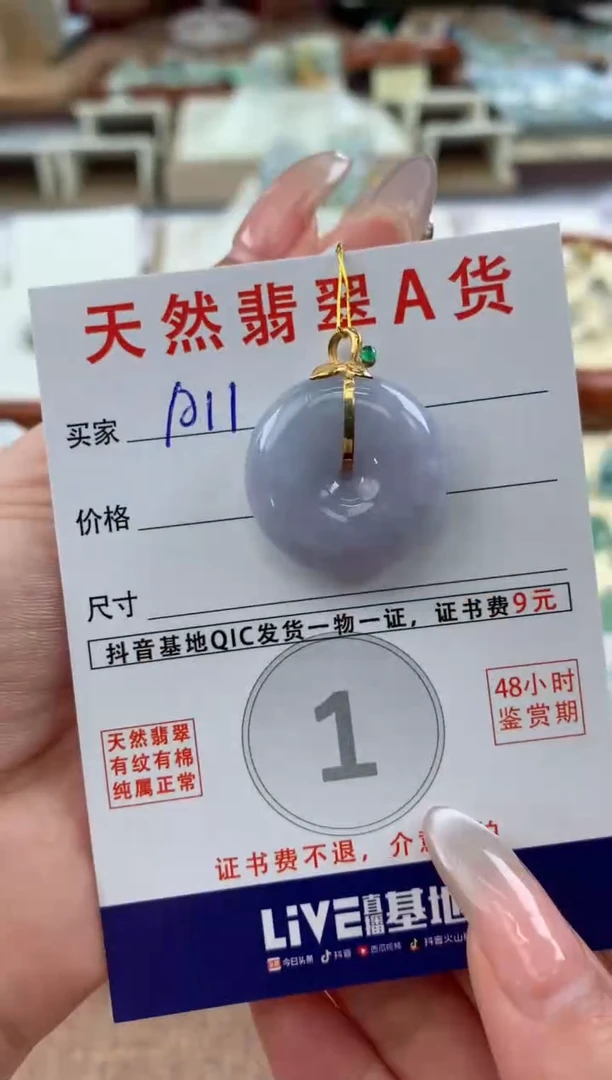 天然翡翠A货
买家 A11
价格
尺寸
抖音基地QIC发货一物一证，证书费9元
1
天然翡翠
有纹有棉
纯属正常
48小时
鉴赏期
证书费不退，介意
LiVE直播基地
今日头条 抖音 西瓜视频 抖音火山